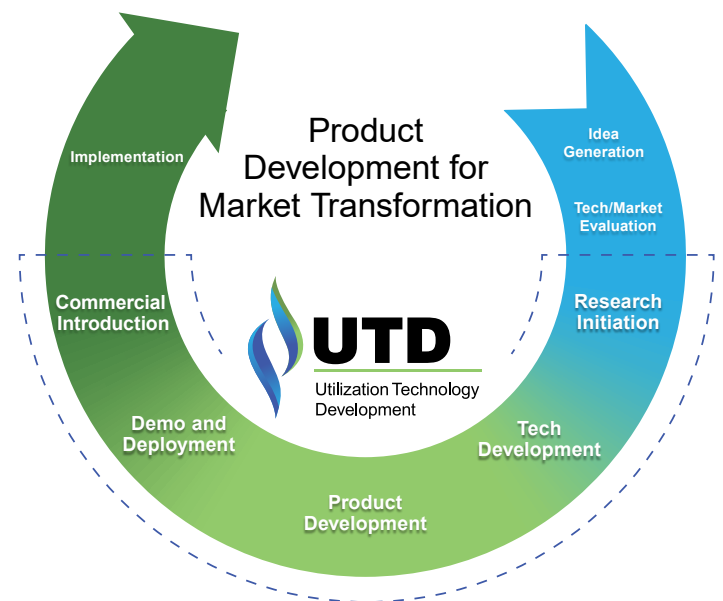 Product
Development for
Market Transformation
Idea
Generation
Tech/Market
Evaluation
Research
Initiation
Tech
Development
Product
Development
Demo and
Deployment
Commercial
Introduction
Implementation
UTD
Utilization Technology
Development